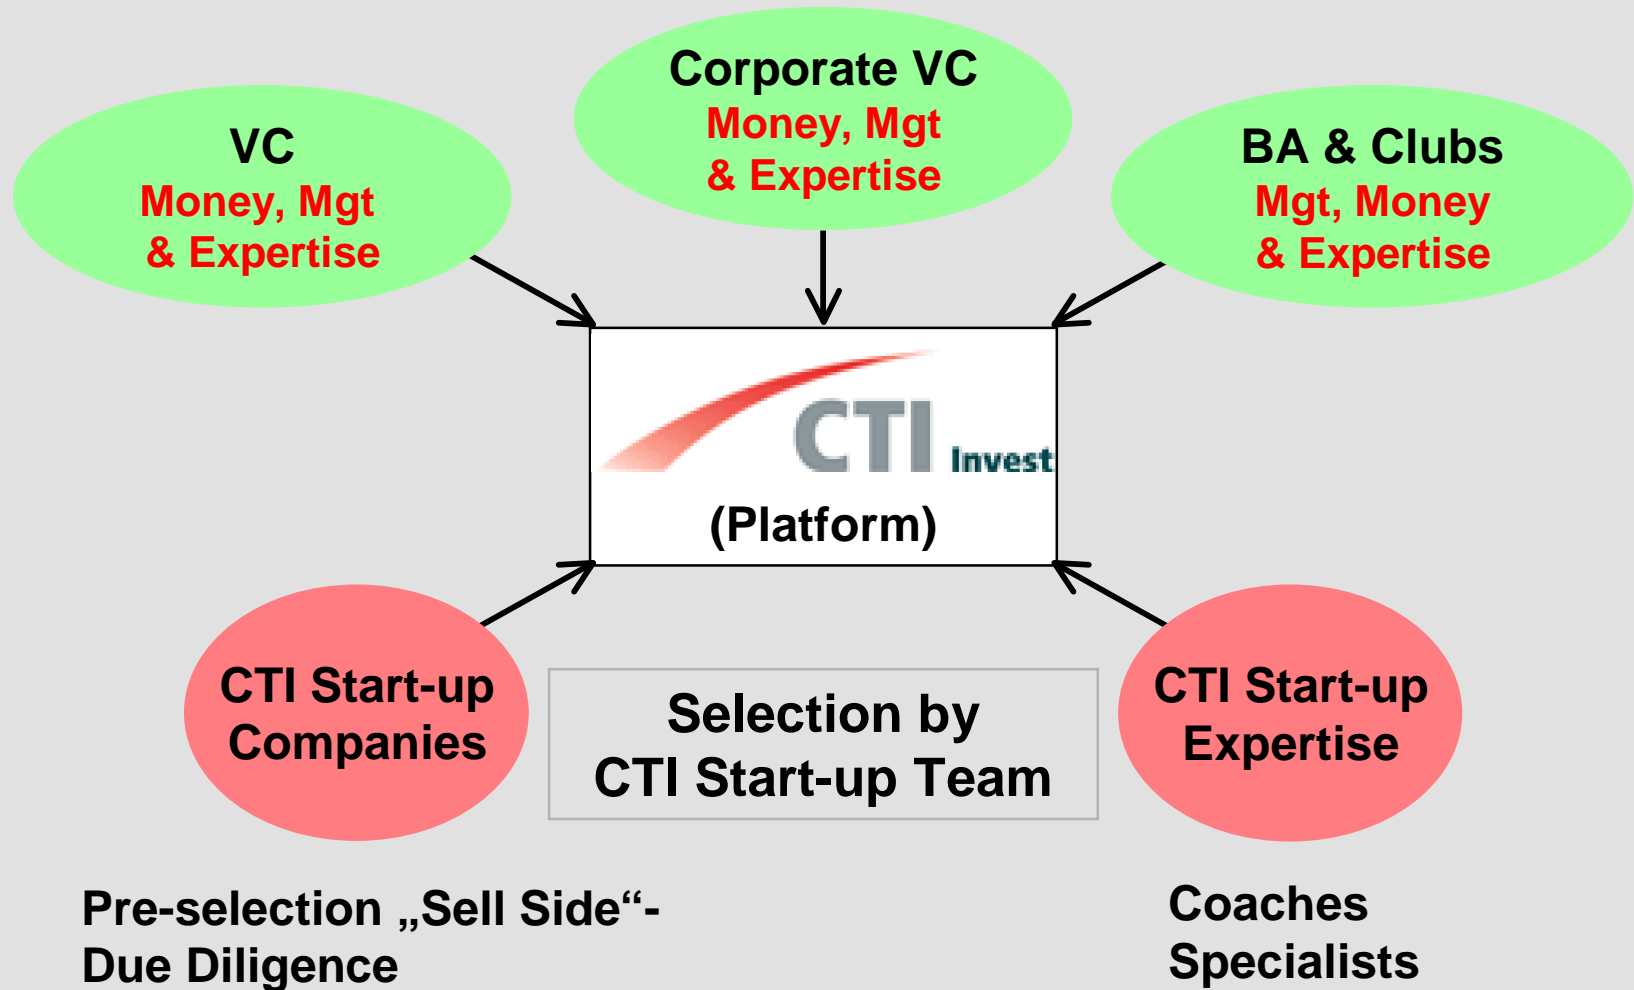 Corporate VC
Money, Mgt
& Expertise
VC
Money, Mgt
& Expertise
BA & Clubs
Mgt, Money
& Expertise
CTI Invest
(Platform)
CTI Start-up
Companies
Selection by
CTI Start-up Team
CTI Start-up
Expertise
Pre-selection „Sell Side“-
Due Diligence
Coaches
Specialists